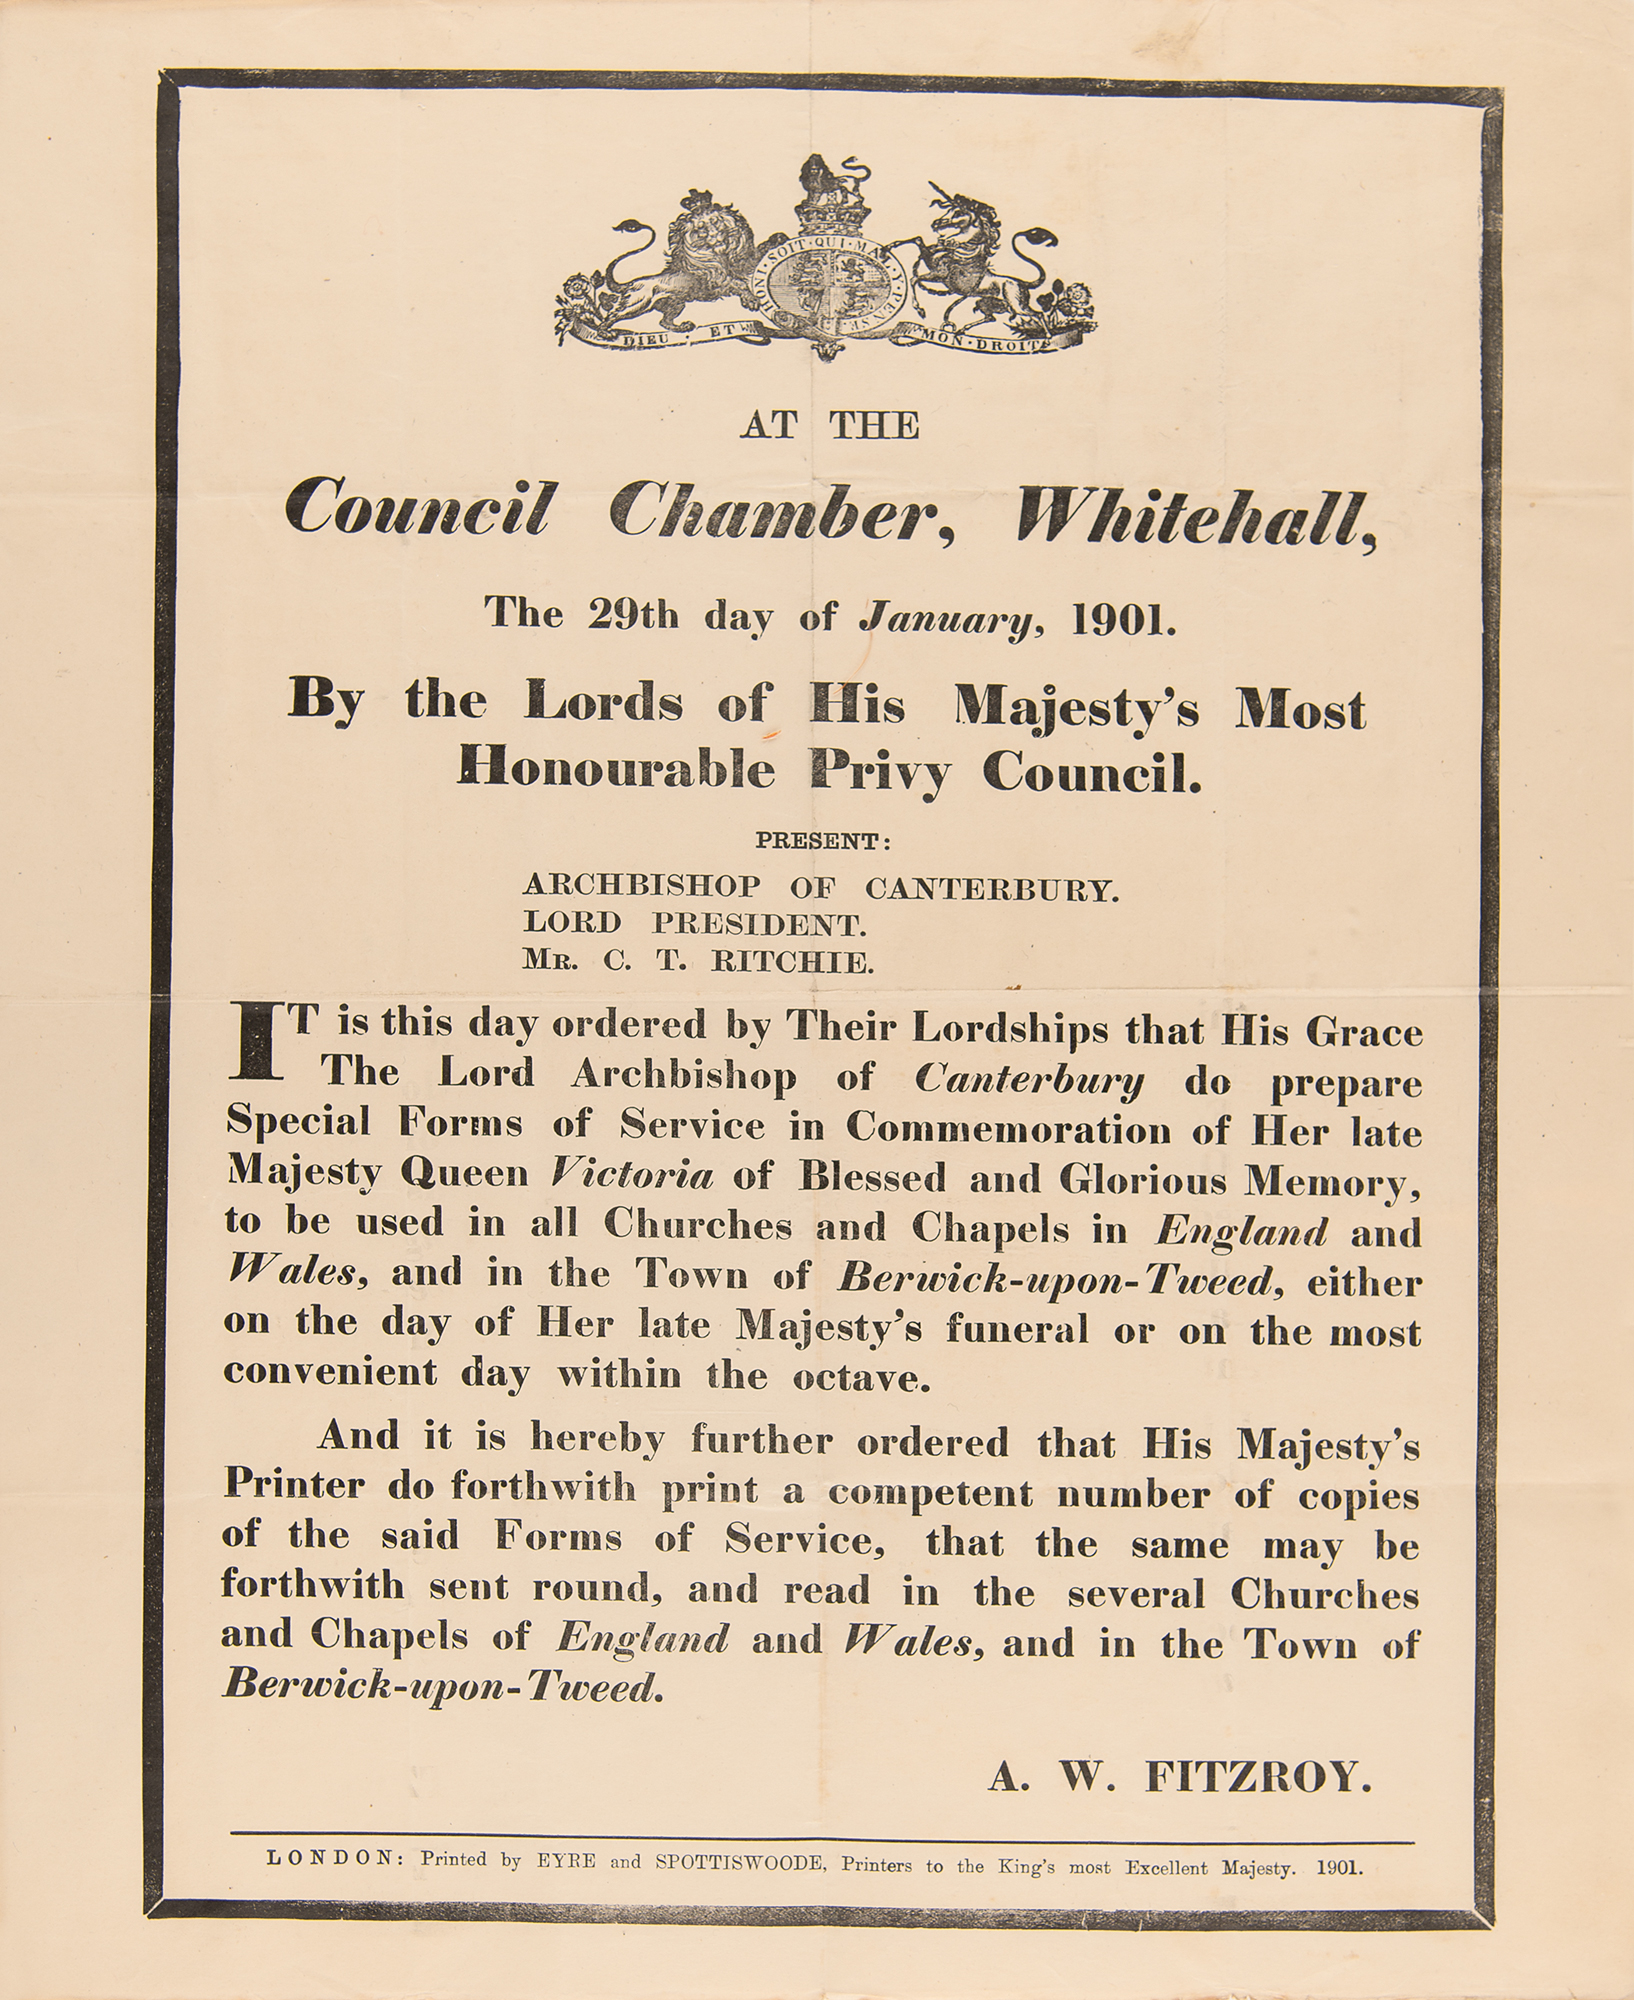 HONI · SOIT · QUI · MAL · Y · PENSE
DIEU · ET MON · DROIT
AT THE
Council Chamber, Whitehall,
The 29th day of January, 1901.
By the Lords of His Majesty's Most
Honourable Privy Council.
PRESENT:
ARCHBISHOP OF CANTERBURY.
LORD PRESIDENT.
MR. C. T. RITCHIE.
IT is this day ordered by Their Lordships that His Grace
The Lord Archbishop of Canterbury do prepare
Special Forms of Service in Commemoration of Her late
Majesty Queen Victoria of Blessed and Glorious Memory,
to be used in all Churches and Chapels in England and
Wales, and in the Town of Berwick-upon-Tweed, either
on the day of Her late Majesty's funeral or on the most
convenient day within the octave.
And it is hereby further ordered that His Majesty's
Printer do forthwith print a competent number of copies
of the said Forms of Service, that the same may be
forthwith sent round, and read in the several Churches
and Chapels of England and Wales, and in the Town of
Berwick-upon-Tweed.
A. W. FITZROY.
LONDON: Printed by EYRE and SPOTTISWOODE, Printers to the King's most Excellent Majesty. 1901.